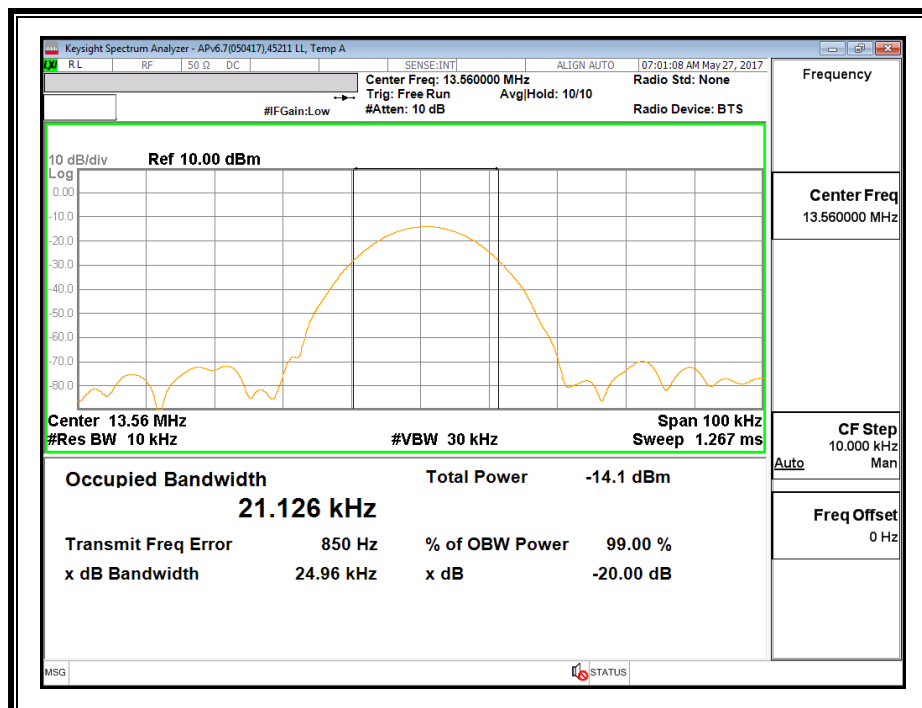 Keysight Spectrum Analyzer - APv6.7(050417),45211 LL, Temp A
LXI RL RF 50 Ω DC SENSE:INT ALIGN AUTO 07:01:08 AM May 27, 2017
Center Freq: 13.560000 MHz Radio Std: None
Trig: Free Run Avg|Hold: 10/10
#IFGain:Low #Atten: 10 dB Radio Device: BTS
10 dB/div Ref 10.00 dBm
Log
0.00
-10.0
-20.0
-30.0
-40.0
-50.0
-60.0
-70.0
-80.0
Center 13.56 MHz Span 100 kHz
#Res BW 10 kHz #VBW 30 kHz Sweep 1.267 ms
Occupied Bandwidth Total Power -14.1 dBm
21.126 kHz
Transmit Freq Error 850 Hz % of OBW Power 99.00 %
x dB Bandwidth 24.96 kHz x dB -20.00 dB
MSG STATUS
Frequency
Center Freq
13.560000 MHz
CF Step
10.000 kHz
Auto Man
Freq Offset
0 Hz